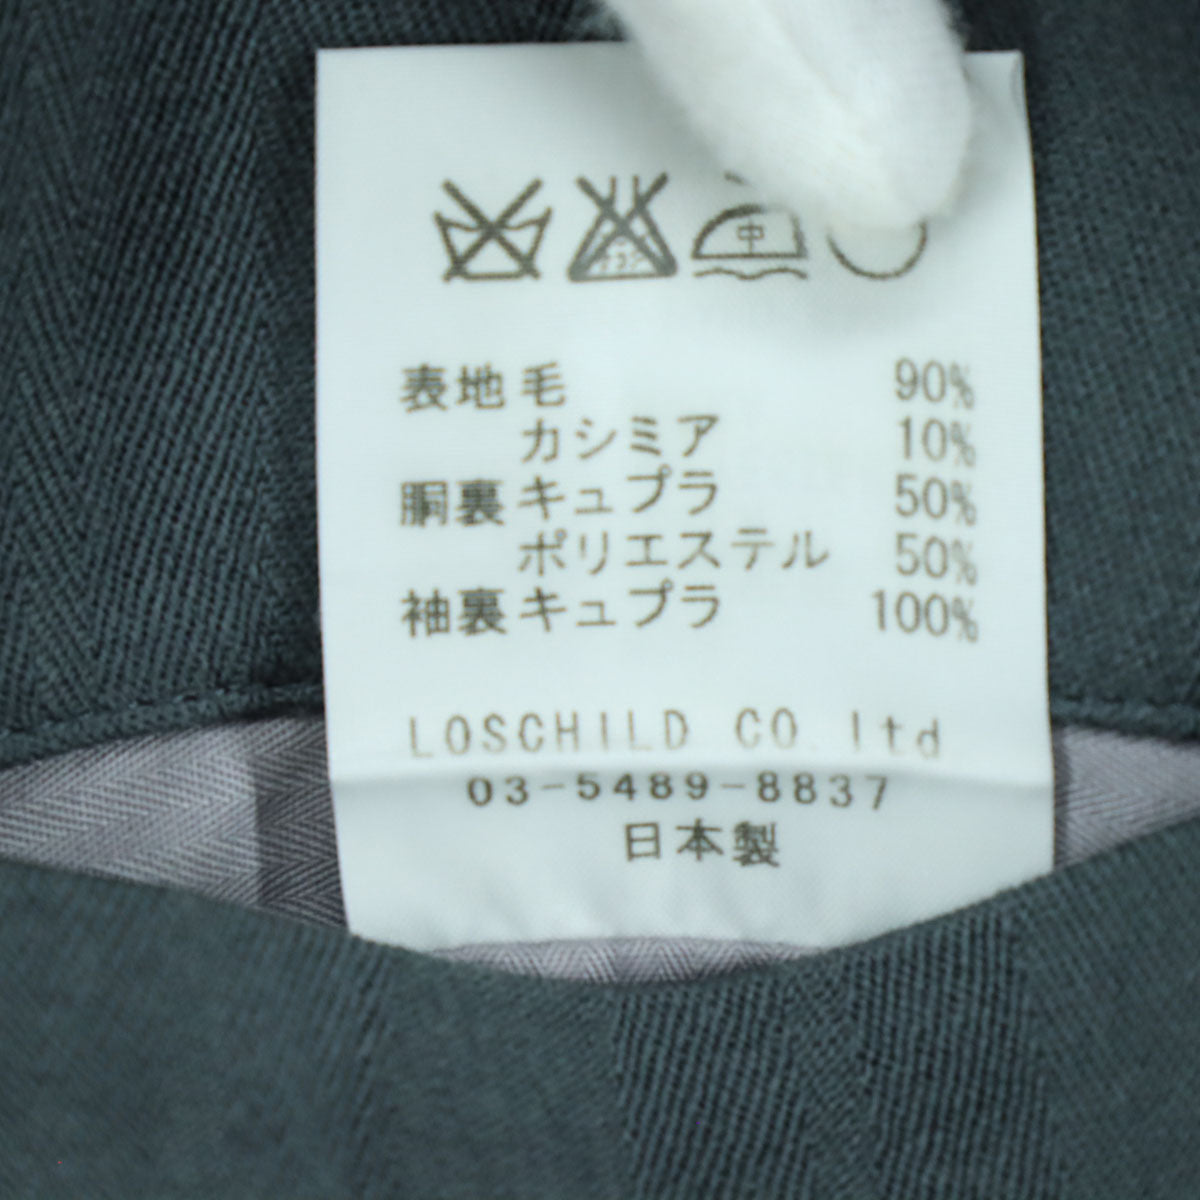 中
表地 毛 90%
カシミア 10%
胴裏 キュプラ 50%
ポリエステル 50%
袖裏 キュプラ 100%
LOSCHILD CO.ltd
03-5489-8837
日本製